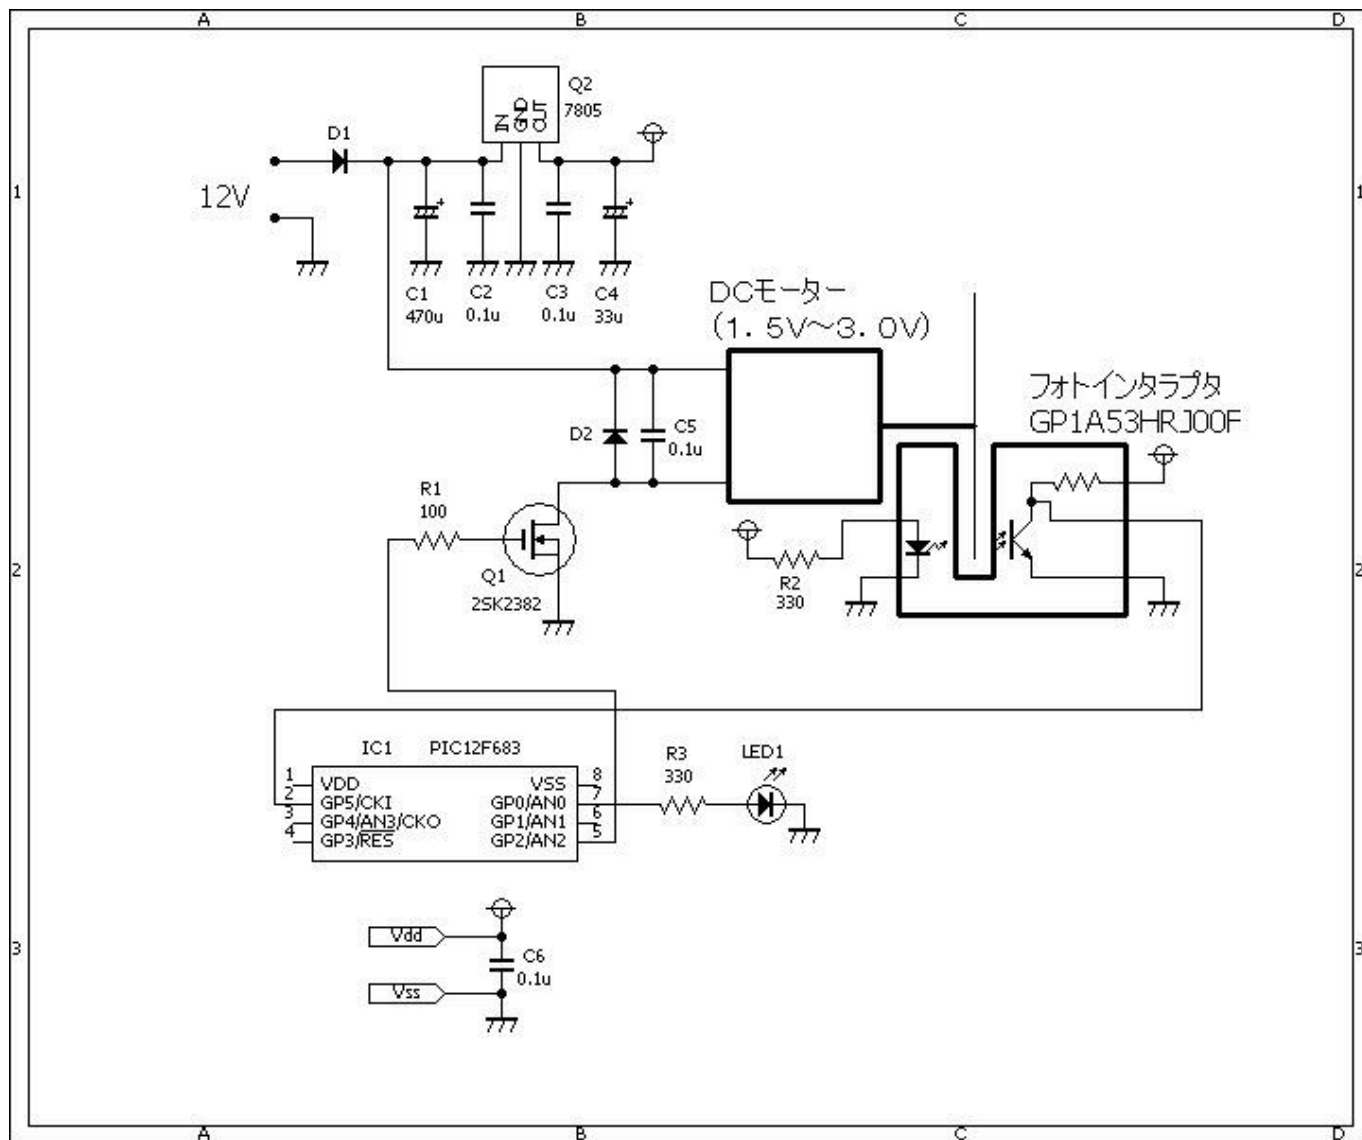 A B C D
Q2
7805
IN
GND
OUT
D1
1 1
12V
C1
470u
C2
0.1u
C3
0.1u
C4
33u
DCモーター
(1.5V～3.0V)
フォトインタラプタ
GP1A53HRJ00F
D2
C5
0.1u
R1
100
Q1
2SK2382
R2
330
2 2
IC1 PIC12F683
R3
330
LED1
1 VDD VSS 8
2 GP5/CKI GP0/AN0 7
3 GP4/AN3/CKO GP1/AN1 6
4 GP3/RES GP2/AN2 5
Vdd
C6
0.1u
Vss
3 3
A B C D